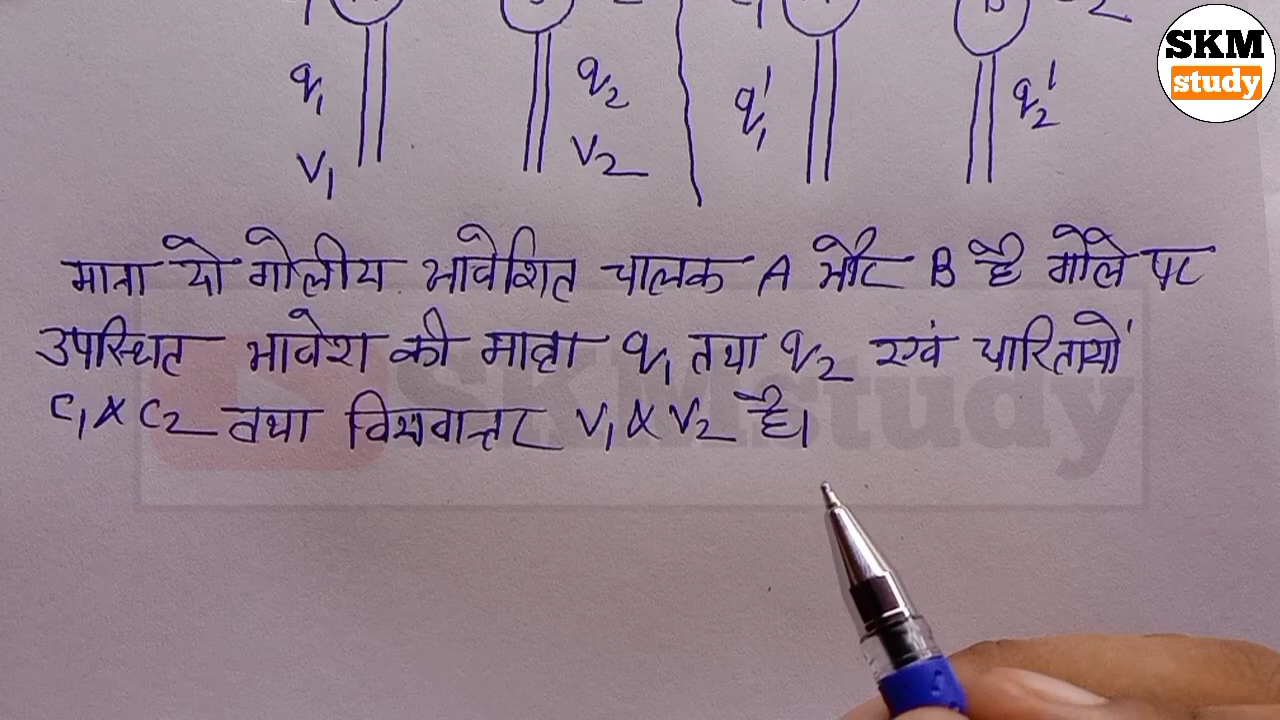 SKM
study
q₁ q₂ q₁' q₂'
V₁ V₂
माना दो गोलीय आवेशित चालक A और B है गोले पर
उपस्थित आवेश की मात्रा q₁ तथा q₂ एवं धारितायों
C₁ & C₂ तथा विभवान्तर V₁ & V₂ है।
SKMstudy